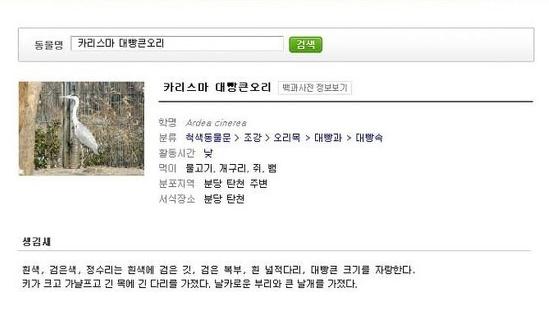 동물명 카리스마 대빵큰오리 검색
카리스마 대빵큰오리 백과사전 정보보기
학명 Ardea cinerea
분류 척색동물문 > 조강 > 오리목 > 대빵과 > 대빵속
활동시간 낮
먹이 물고기, 개구리, 쥐, 뱀
분포지역 분당 탄천 주변
서식장소 분당 탄천
생김새
흰색, 검은색, 정수리는 흰색에 검은 깃, 검은 복부, 흰 넓적다리, 대빵큰 크기를 자랑한다.
키가 크고 가냘프고 긴 목에 긴 다리를 가졌다. 날카로운 부리와 큰 날개를 가졌다.